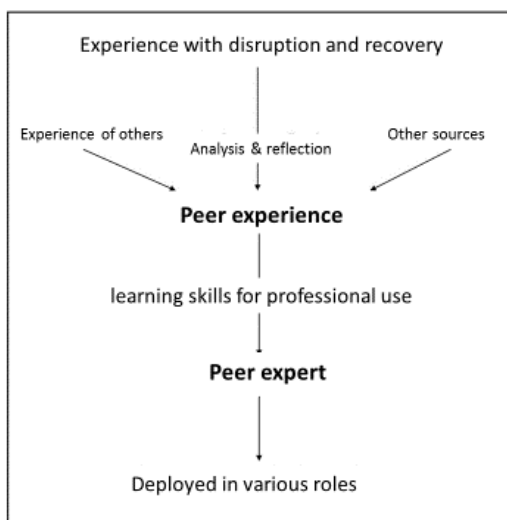 Experience with disruption and recovery
Experience of others
Analysis & reflection
Other sources
Peer experience
learning skills for professional use
Peer expert
Deployed in various roles